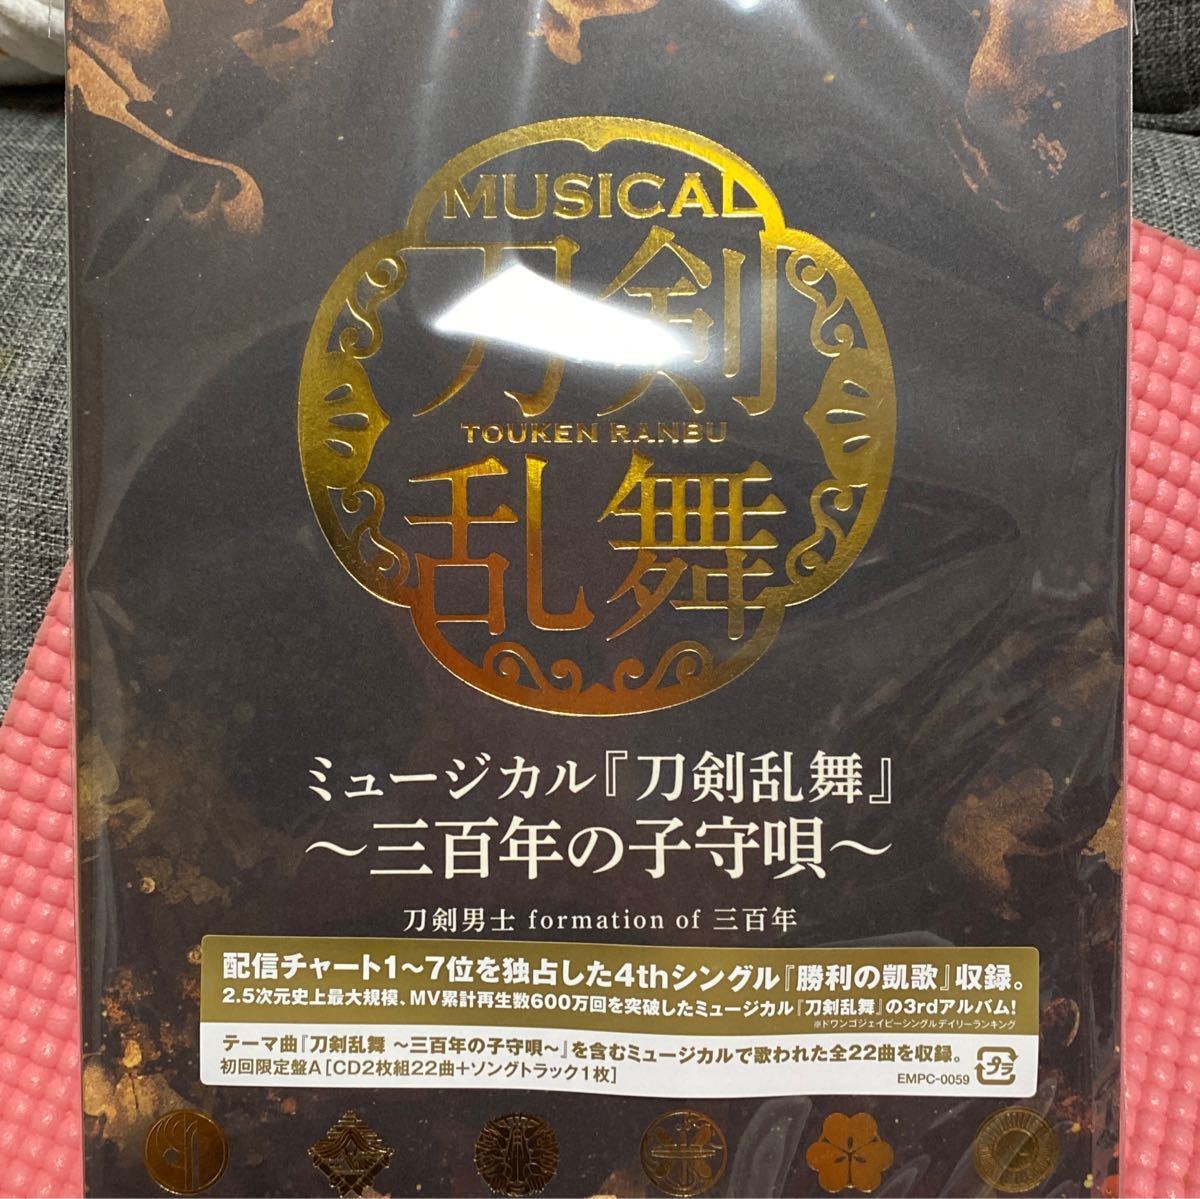 MUSICAL
刀剣
TOUKEN RANBU
乱舞
ミュージカル『刀剣乱舞』
〜三百年の子守唄〜
刀剣男士 formation of 三百年
配信チャート1〜7位を独占した4thシングル『勝利の凱歌』収録。
2.5次元史上最大規模、MV累計再生数600万回を突破したミュージカル『刀剣乱舞』の3rdアルバム!
※ドワンゴジェイピーシングルデイリーランキング
テーマ曲『刀剣乱舞 〜三百年の子守唄〜』を含むミュージカルで歌われた全22曲を収録。
初回限定盤A [CD2枚組22曲+ソングトラック1枚]
EMPC-0059
プラ